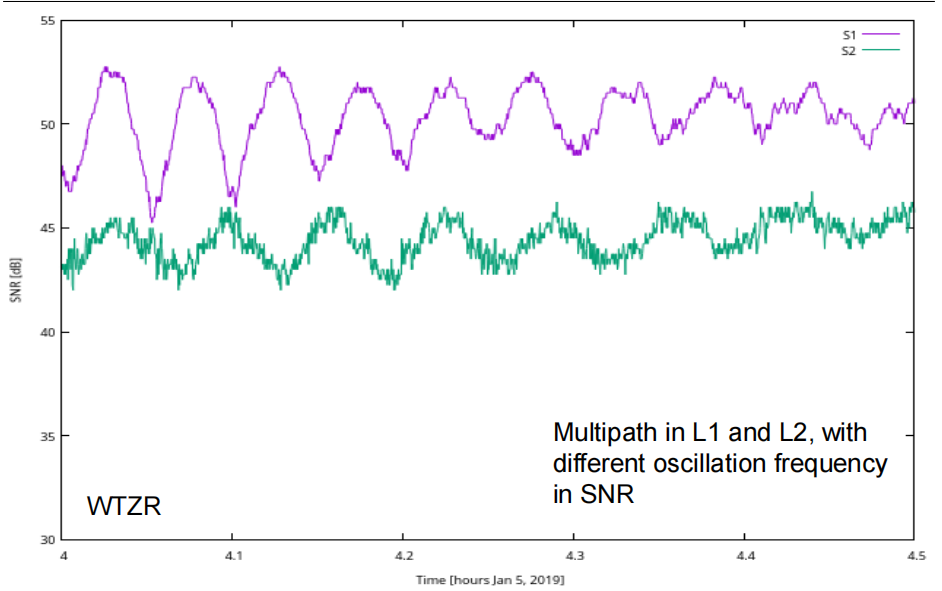 55
S1
S2
50
45
SNR [dB]
40
35
Multipath in L1 and L2, with
different oscillation frequency
in SNR
WTZR
30
4
4.1
4.2
4.3
4.4
4.5
Time [hours Jan 5, 2019]